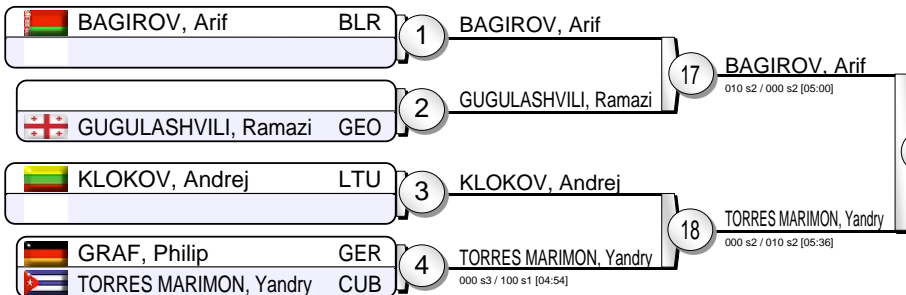 BAGIROV, Arif BLR
1
BAGIROV, Arif
17
BAGIROV, Arif
010 s2 / 000 s2 [05:00]
2
GUGULASHVILI, Ramazi
GUGULASHVILI, Ramazi GEO
KLOKOV, Andrej LTU
3
KLOKOV, Andrej
18
TORRES MARIMON, Yandry
000 s2 / 010 s2 [05:36]
GRAF, Philip GER
4
TORRES MARIMON, Yandry
000 s3 / 100 s1 [04:54]
TORRES MARIMON, Yandry CUB